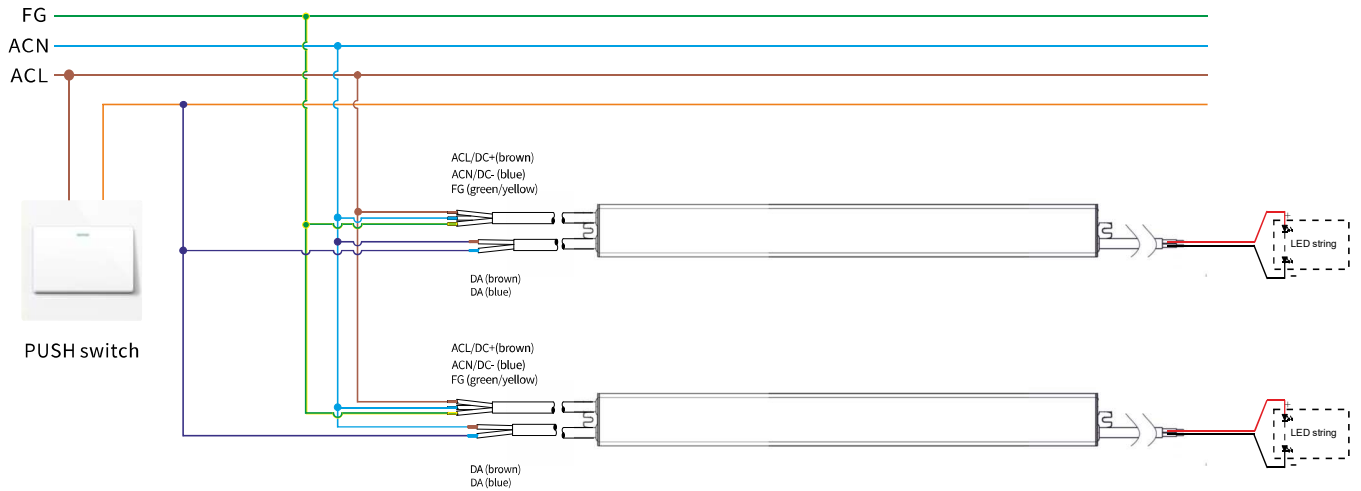 FG
ACN
ACL
ACL/DC+(brown)
ACN/DC- (blue)
FG (green/yellow)
+
LED string
-
DA (brown)
DA (blue)
PUSH switch
ACL/DC+(brown)
ACN/DC- (blue)
FG (green/yellow)
+
LED string
-
DA (brown)
DA (blue)